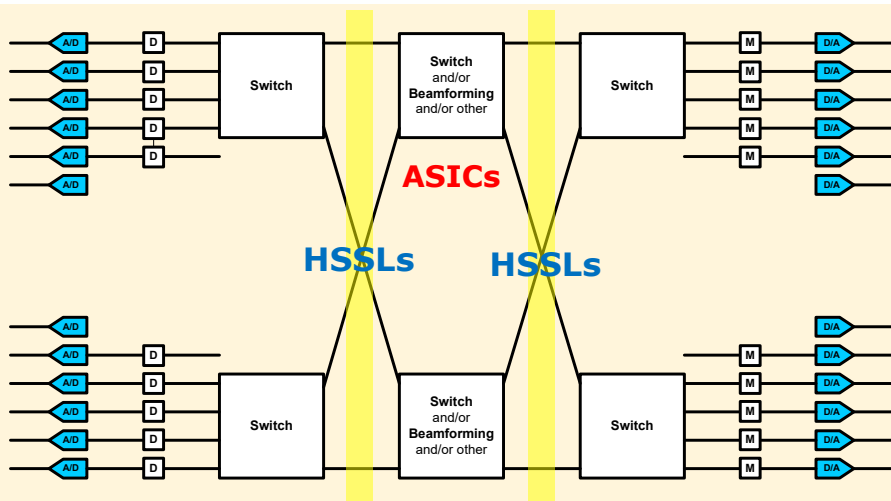 A/D D M D/A
A/D D Switch M D/A
A/D D Switch and/or Beamforming and/or other Switch M D/A
A/D D M D/A
A/D D M D/A
A/D D/A
ASICs
HSSLs HSSLs
A/D D/A
A/D D M D/A
A/D D M D/A
A/D D Switch Switch and/or Beamforming and/or other Switch M D/A
A/D D M D/A
A/D D M D/A